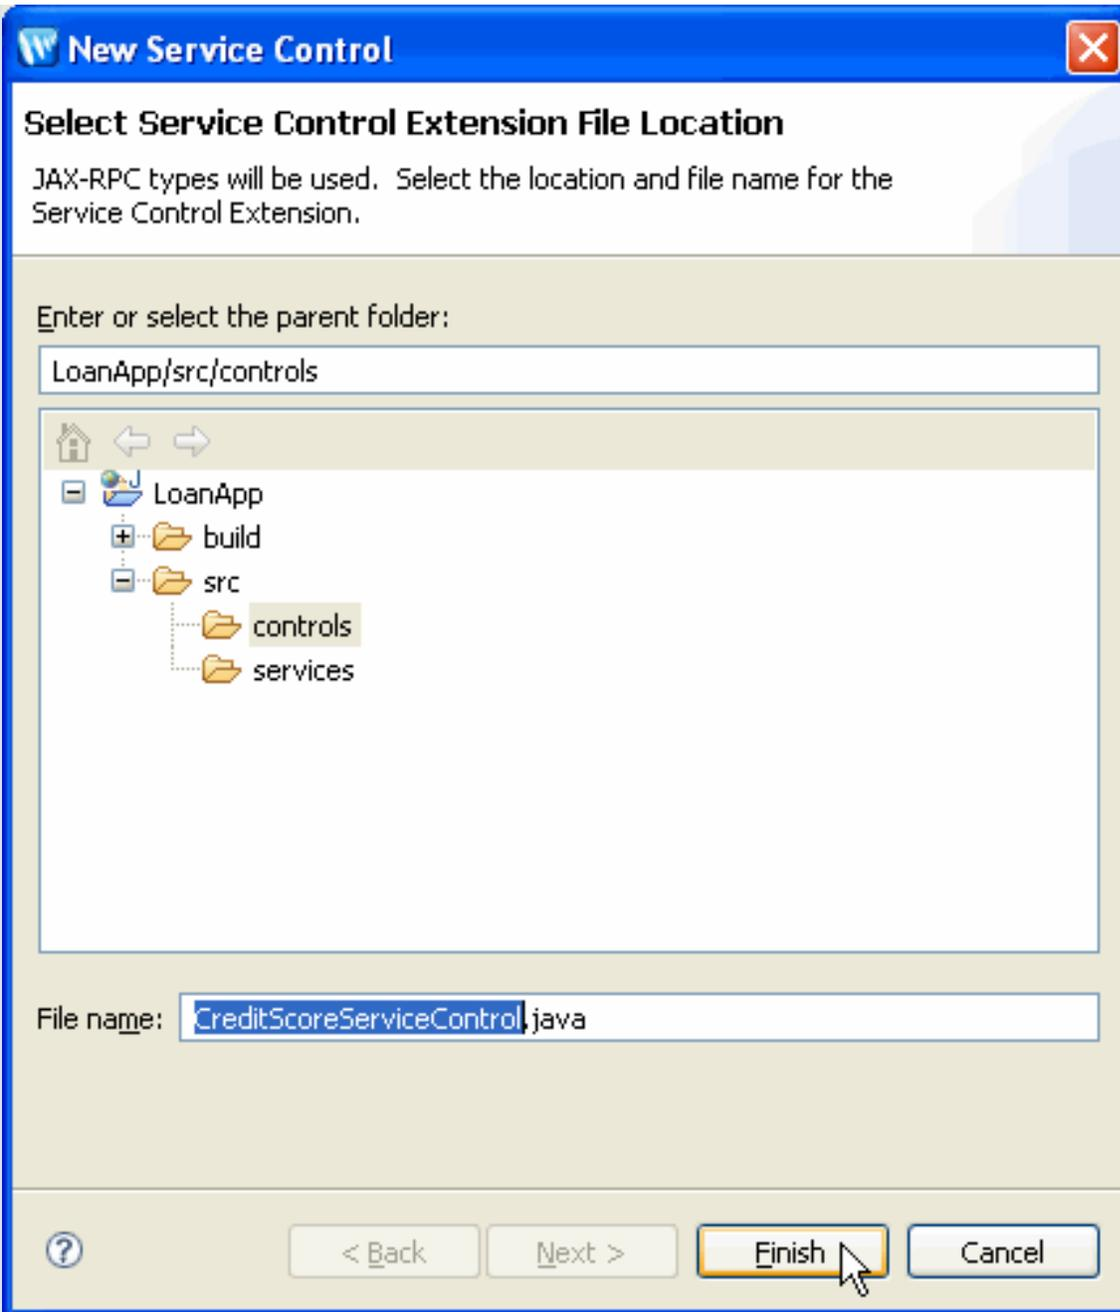 New Service Control
Select Service Control Extension File Location
JAX-RPC types will be used.  Select the location and file name for the
Service Control Extension.
Enter or select the parent folder:
LoanApp/src/controls
LoanApp
build
src
controls
services
File name: CreditScoreServiceControl.java
< Back Next > Finish Cancel